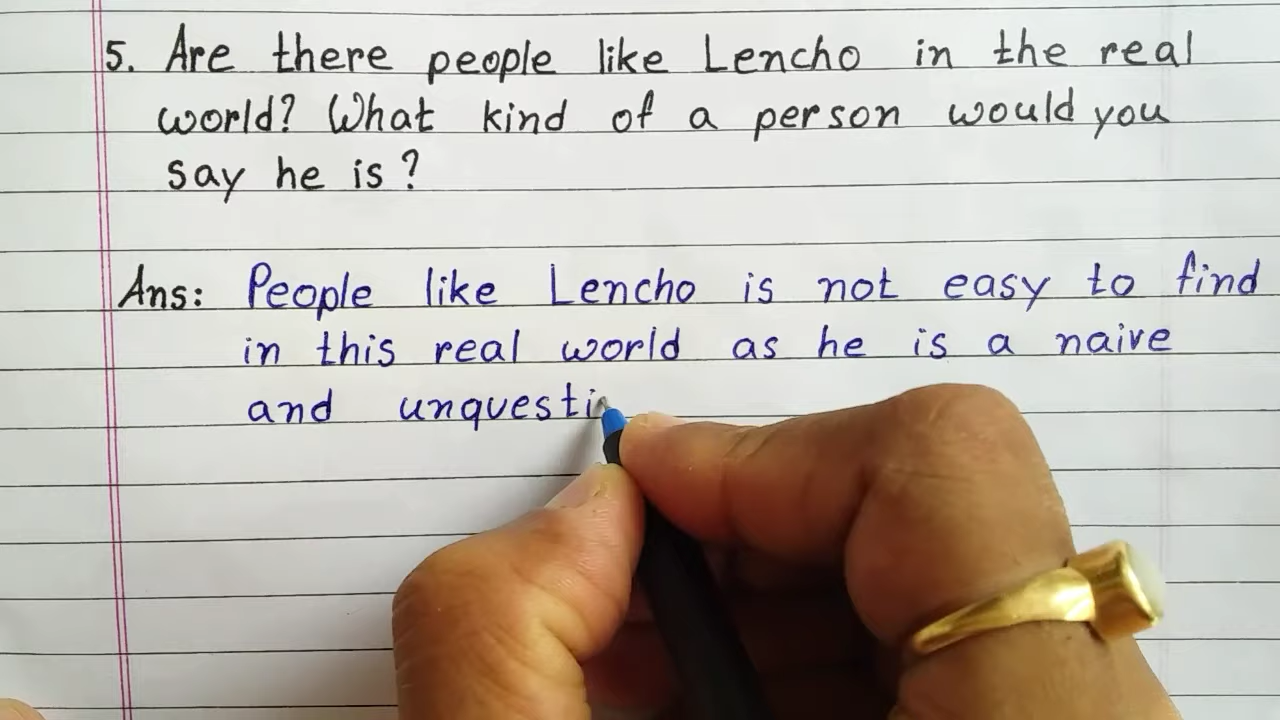 5. Are there people like Lencho in the real
world? What kind of a person would you
say he is?
Ans: People like Lencho is not easy to find
in this real world as he is a naive
and unquesti